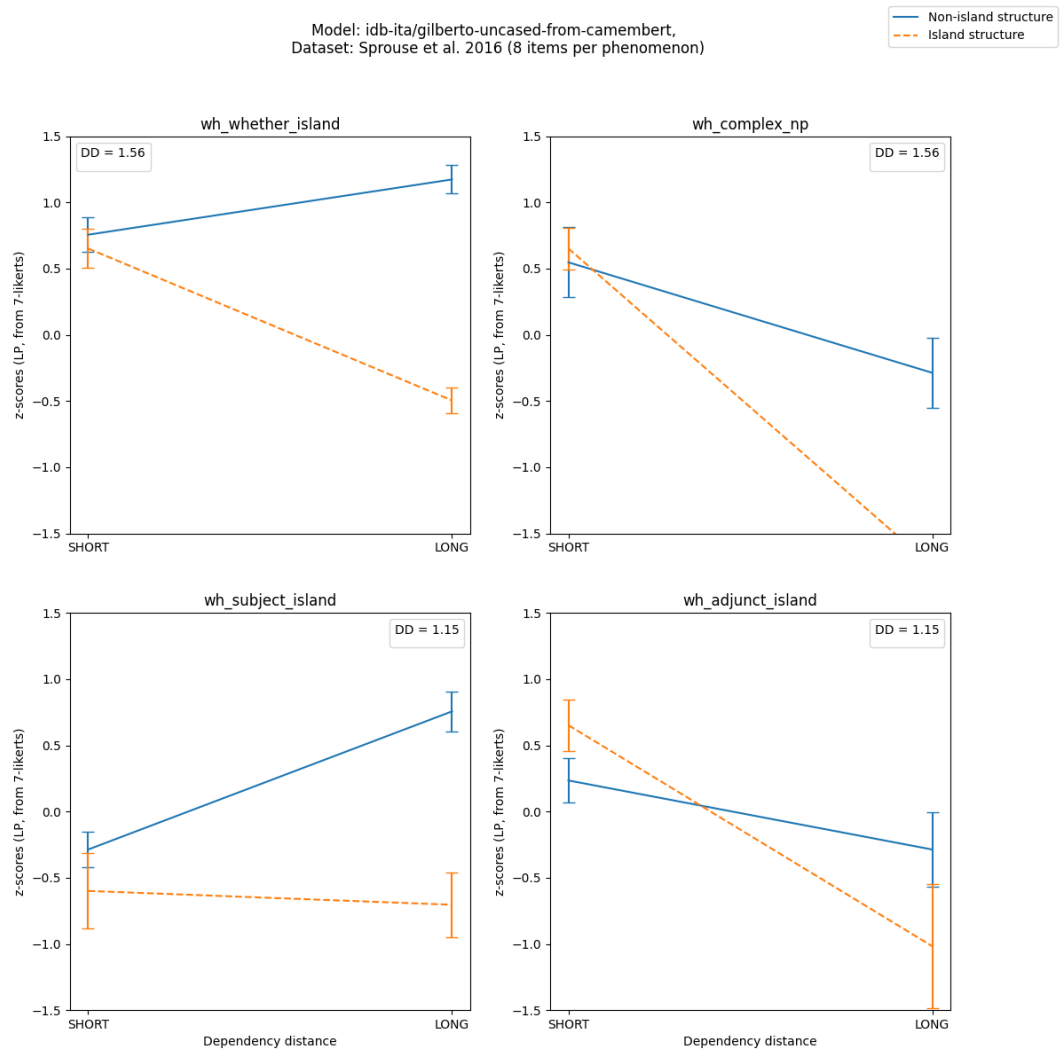 Model: idb-ita/gilberto-uncased-from-camembert,
Dataset: Sprouse et al. 2016 (8 items per phenomenon)
Non-island structure
Island structure
wh_whether_island
DD = 1.56
1.5
1.0
0.5
0.0
−0.5
−1.0
−1.5
z-scores (LP, from 7-likerts)
SHORT
LONG
wh_complex_np
DD = 1.56
1.5
1.0
0.5
0.0
−0.5
−1.0
−1.5
z-scores (LP, from 7-likerts)
SHORT
LONG
wh_subject_island
DD = 1.15
1.5
1.0
0.5
0.0
−0.5
−1.0
−1.5
z-scores (LP, from 7-likerts)
SHORT
LONG
Dependency distance
wh_adjunct_island
DD = 1.15
1.5
1.0
0.5
0.0
−0.5
−1.0
−1.5
z-scores (LP, from 7-likerts)
SHORT
LONG
Dependency distance